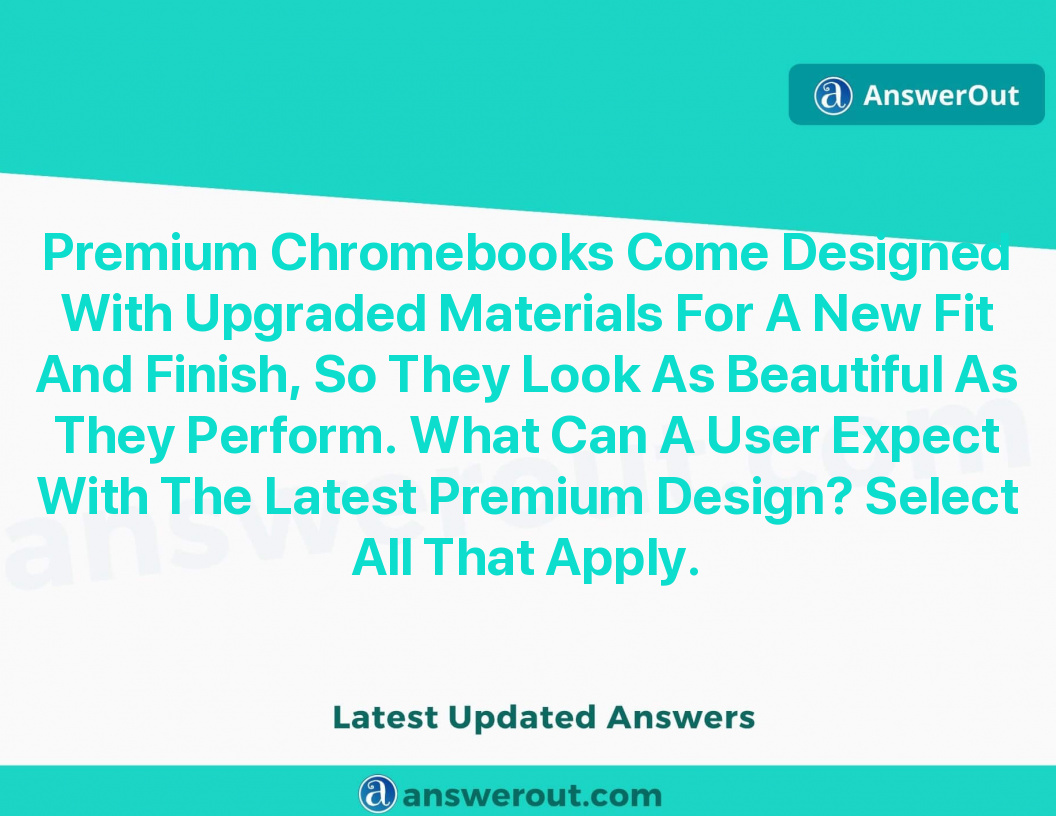 AnswerOut
Premium Chromebooks Come Designed
With Upgraded Materials For A New Fit
And Finish, So They Look As Beautiful As
They Perform. What Can A User Expect
With The Latest Premium Design? Select
All That Apply.
answerout.com
Latest Updated Answers
answerout.com